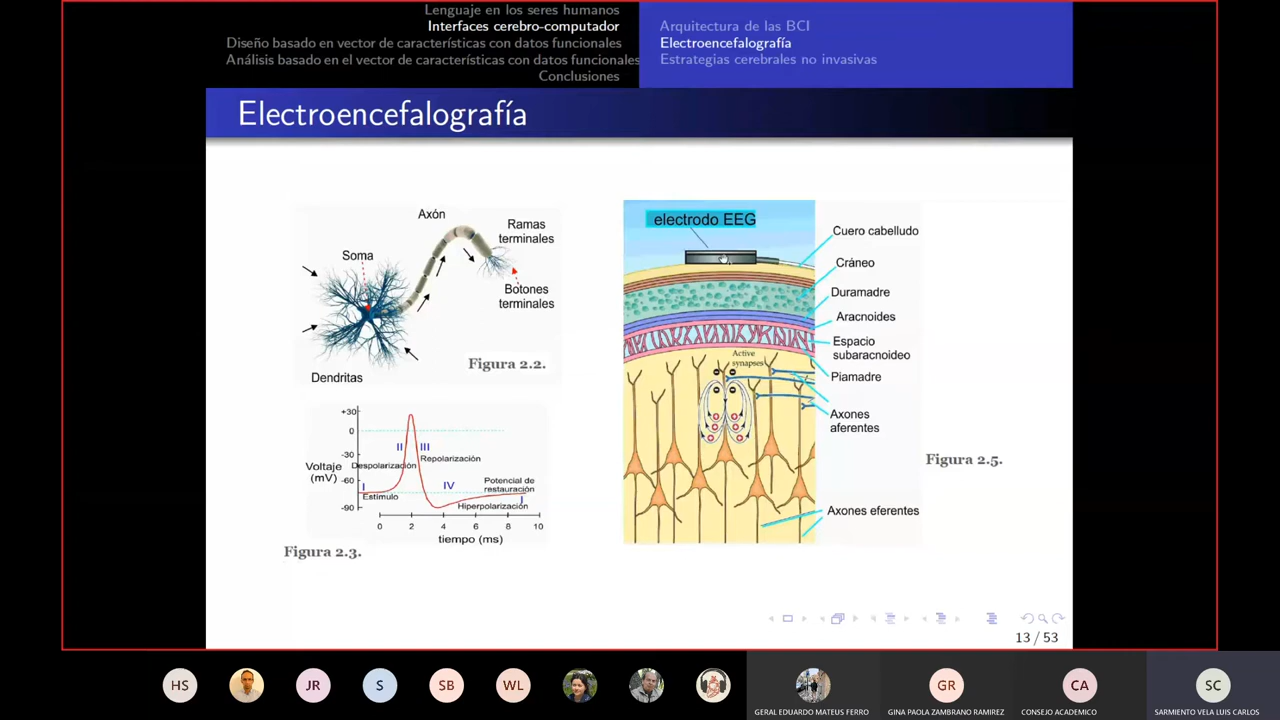 Lenguaje en los seres humanos
Interfaces cerebro-computador
Diseño basado en vector de características con datos funcionales
Análisis basado en el vector de características con datos funcionales
Conclusiones
Arquitectura de las BCI
Electroencefalografía
Estrategias cerebrales no invasivas
Electroencefalografía
Axón
Ramas
terminales
Soma
Botones
terminales
Dendritas
Figura 2.2.
+30
0
-30
-60
-90
Voltaje
(mV)
II
III
Despolarización
Repolarización
I
IV
Potencial de
restauración
Estímulo
I
Hiperpolarización
0 2 4 6 8 10
tiempo (ms)
Figura 2.3.
electrodo EEG
Cuero cabelludo
Cráneo
Duramadre
Aracnoides
Espacio
subaracnoideo
Piamadre
Active
synapses
Axones
aferentes
Figura 2.5.
Axones eferentes
13 / 53
HS
JR
S
SB
WL
GR
CA
SC
GERAL EDUARDO MATEUS FERRO
GINA PAOLA ZAMBRANO RAMIREZ
CONSEJO ACADEMICO
SARMIENTO VELA LUIS CARLOS